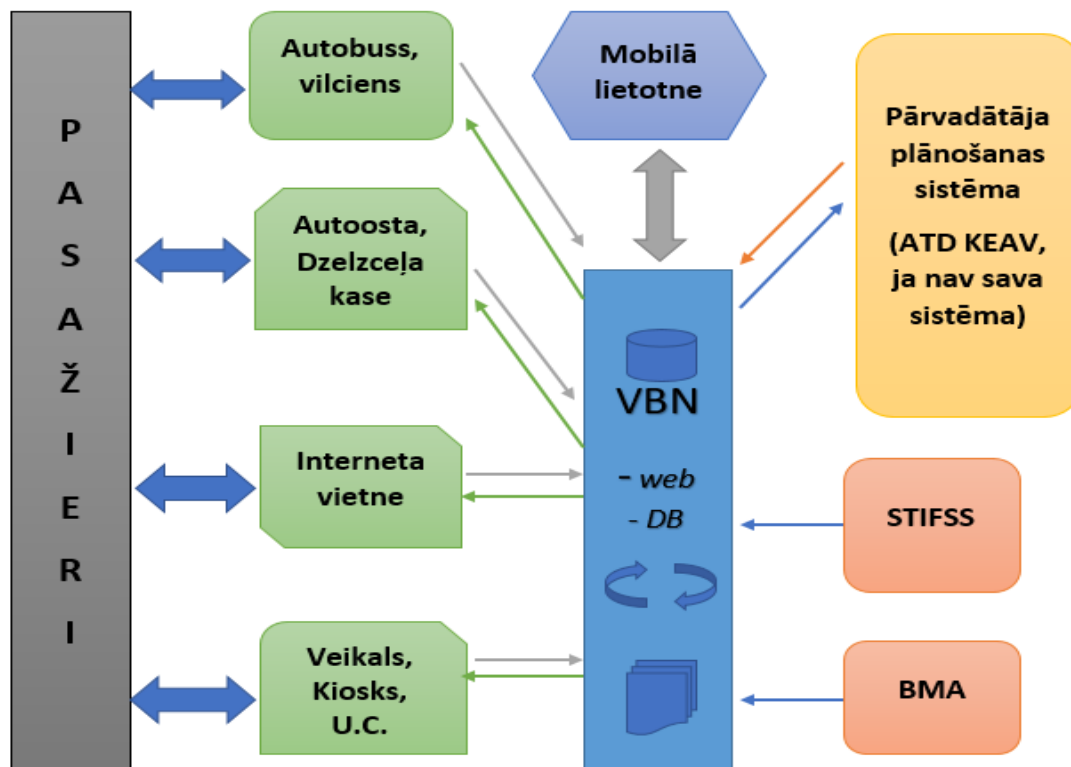 PASAŽIERI
Autobuss,
vilciens
Autoosta,
Dzelzceļa
kase
Interneta
vietne
Veikals,
Kiosks,
U.C.
Mobilā
lietotne
VBN
- web
- DB
Pārvadātāja
plānošanas
sistēma
(ATD KEAV,
ja nav sava
sistēma)
STIFSS
BMA